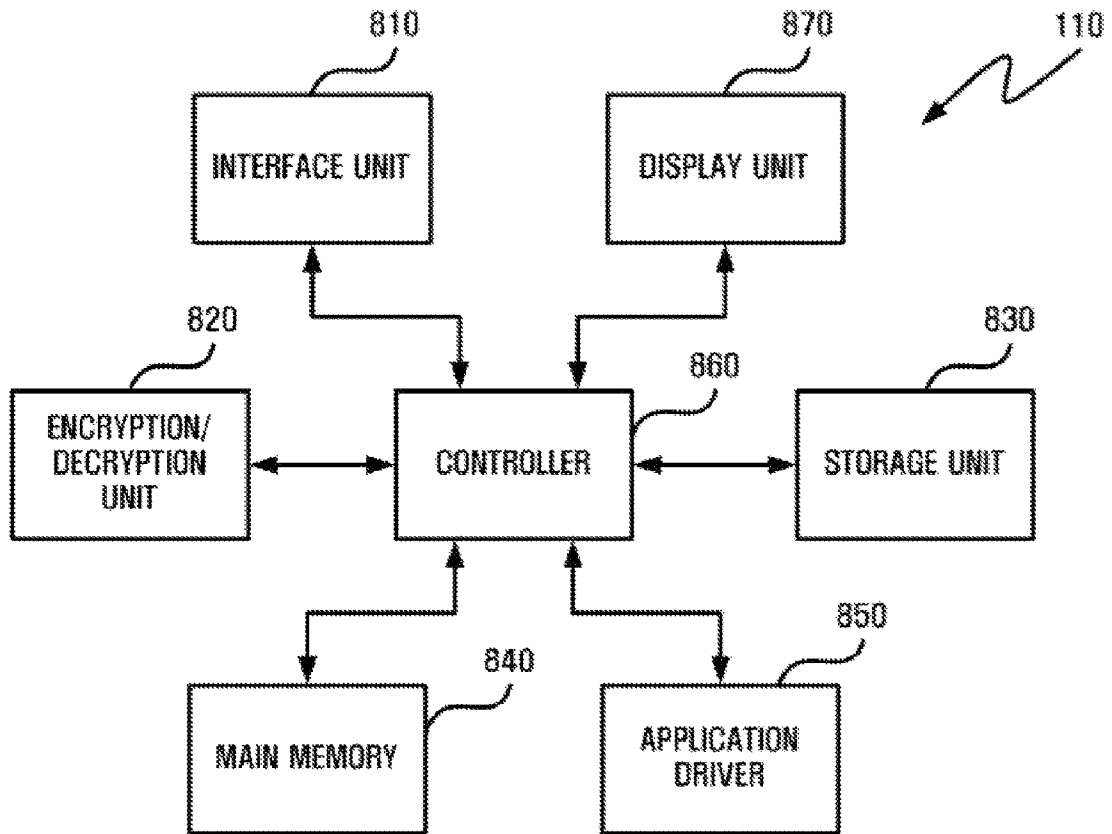 810
870
110
INTERFACE UNIT
DISPLAY UNIT
820
830
860
ENCRYPTION/
DECRYPTION
UNIT
CONTROLLER
STORAGE UNIT
840
850
MAIN MEMORY
APPLICATION
DRIVER